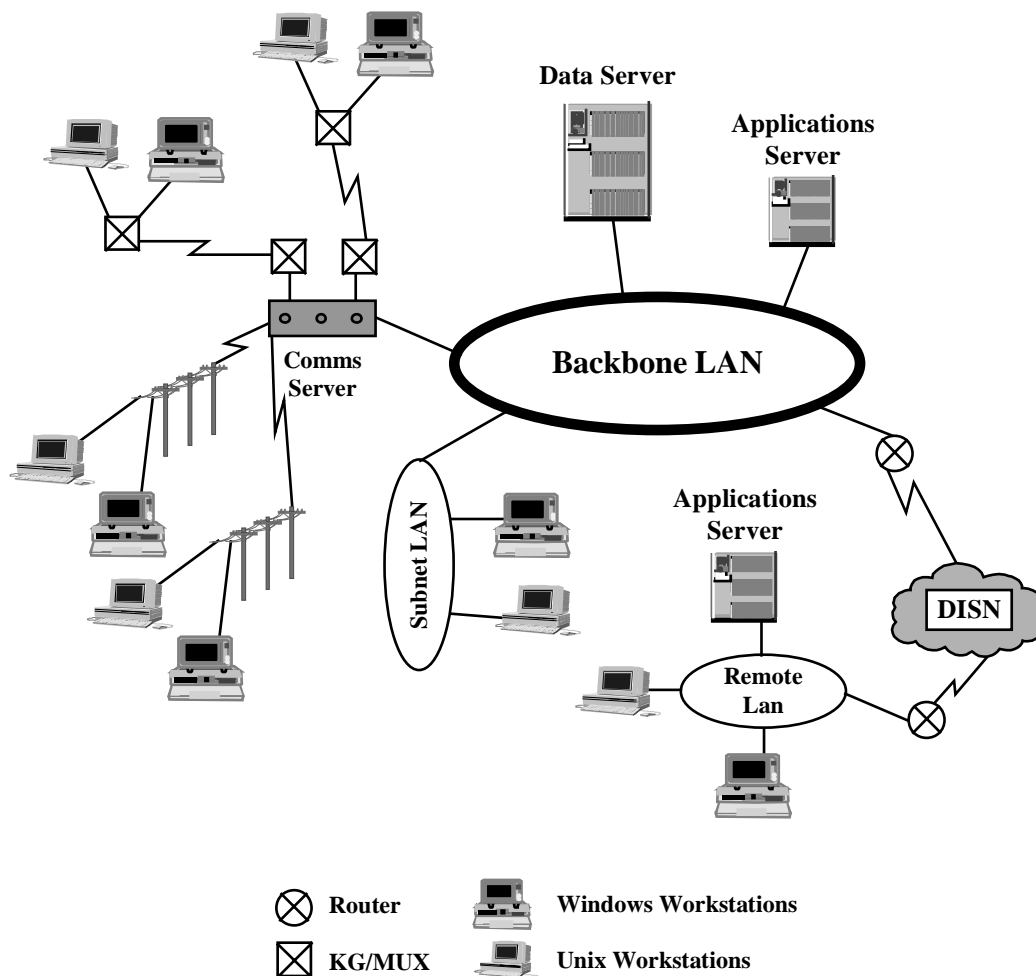 Data Server
Applications
Server
Backbone LAN
Comms
Server
Subnet LAN
Applications
Server
DISN
Remote
Lan
Router
Windows Workstations
KG/MUX
Unix Workstations